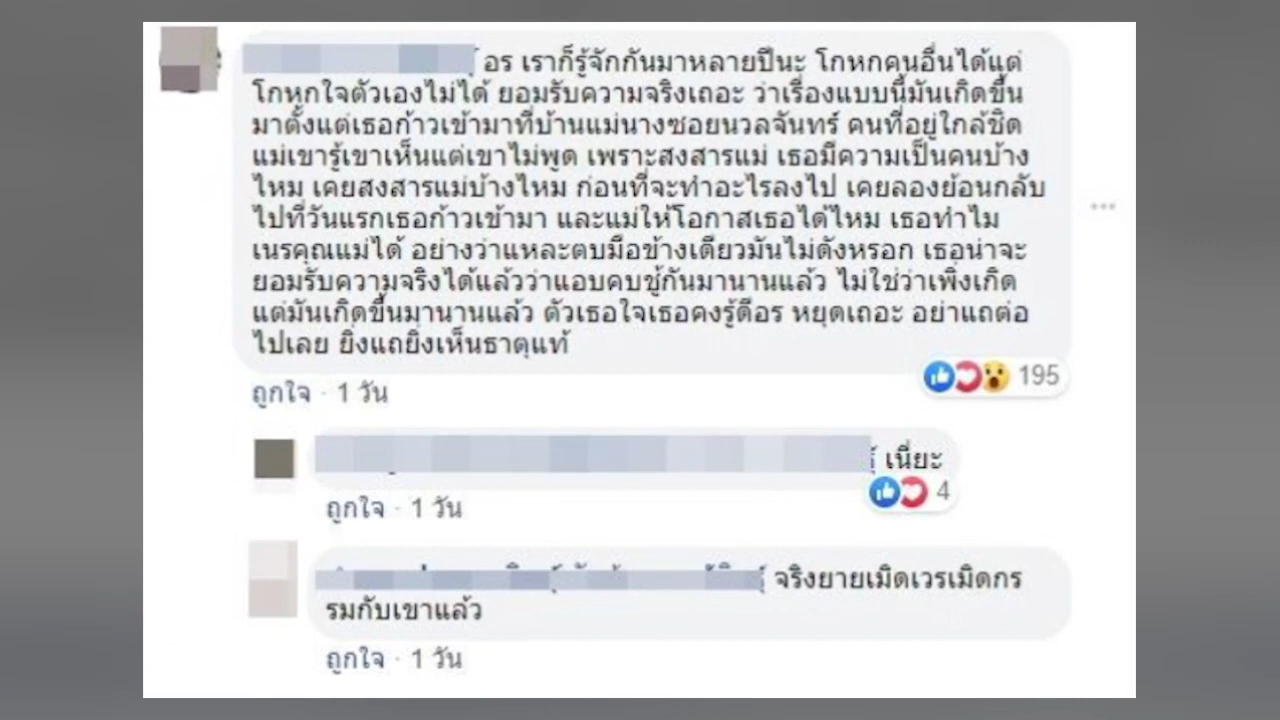 อร เราก็รู้จักกันมาหลายปีนะ โกหกคนอื่นได้แต่
โกหกใจตัวเองไม่ได้ ยอมรับความจริงเถอะ ว่าเรื่องแบบนี้มันเกิดขึ้น
มาตั้งแต่เธอก้าวเข้ามาที่บ้านแม่นางซอยนวลจันทร์ คนที่อยู่ใกล้ชิด
แม่เขารู้เขาเห็นแต่เขาไม่พูด เพราะสงสารแม่ เธอมีความเป็นคนบ้าง
ไหม เคยสงสารแม่บ้างไหม ก่อนที่จะทำอะไรลงไป เคยลองย้อนกลับ
ไปที่วันแรกเธอก้าวเข้ามา และแม่ให้โอกาสเธอได้ไหม เธอทำไม
เนรคุณแม่ได้ อย่างว่าแหละตบมือข้างเดียวมันไม่ดังหรอก เธอน่าจะ
ยอมรับความจริงได้แล้วว่าแอบคบชู้กันมานานแล้ว ไม่ใช่ว่าเพิ่งเกิด
แต่มันเกิดขึ้นมานานแล้ว ตัวเธอใจเธอคงรู้ดีอร หยุดเถอะ อย่าแถต่อ
ไปเลย ยิ่งแถยิ่งเห็นธาตุแท้
195
ถูกใจ · 1 วัน
เนี่ยะ
4
ถูกใจ · 1 วัน
จริงยายเมิดเวรเมิดกร
รมกับเขาแล้ว
ถูกใจ · 1 วัน